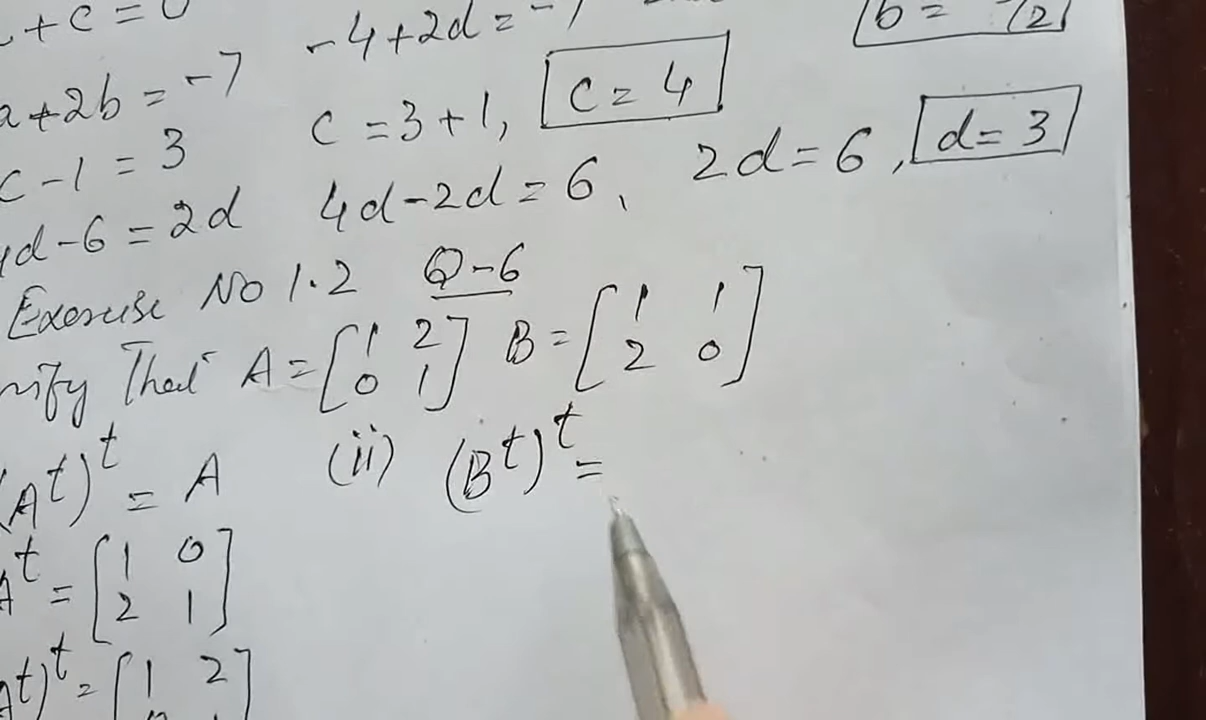 + c = 0 -4+2d = -7 b = /2
a+2b = -7 c = 3+1, c = 4
c - 1 = 3 4d-2d = 6, 2d = 6, d = 3
4d-6 = 2d
Exercise No 1.2 Q-6
That A = [1 2 0 1] B = [1 1 2 0]
(A^t)^t = A (ii) (B^t)^t =
A^t = [1 0 2 1]
t)^t = [1 2